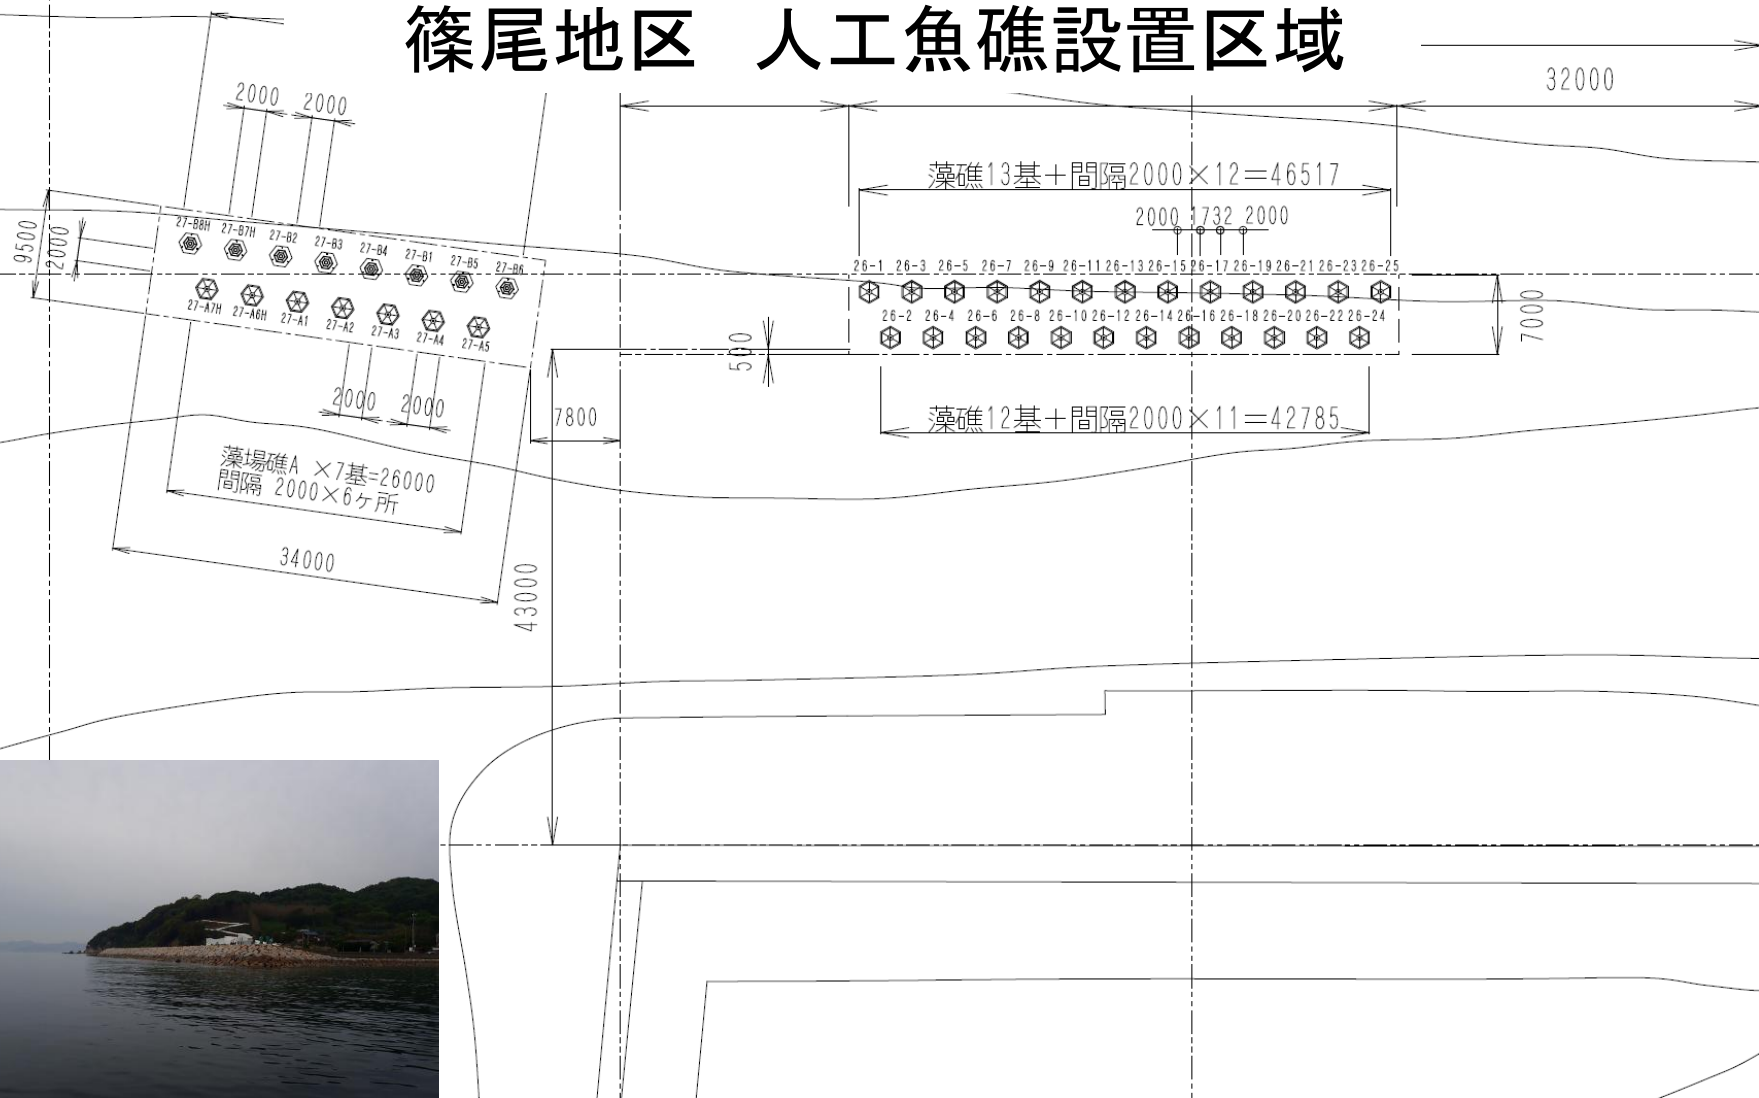 篠尾地区　人工魚礁設置区域
32000
2000
2000
藻礁13基＋間隔2000×12＝46517
2000 1732 2000
9500
2000
27-B8H 27-B7H 27-B2 27-B3 27-B4 27-B1 27-B5 27-B6
27-A7H 27-A6H 27-A1 27-A2 27-A3 27-A4 27-A5
26-1 26-3 26-5 26-7 26-9 26-11 26-13 26-15 26-17 26-19 26-21 26-23 26-25
26-2 26-4 26-6 26-8 26-10 26-12 26-14 26-16 26-18 26-20 26-22 26-24
7000
500
2000
2000
7800
藻礁12基＋間隔2000×11＝42785
藻場礁A ×7基=26000
間隔 2000×6ヶ所
34000
43000